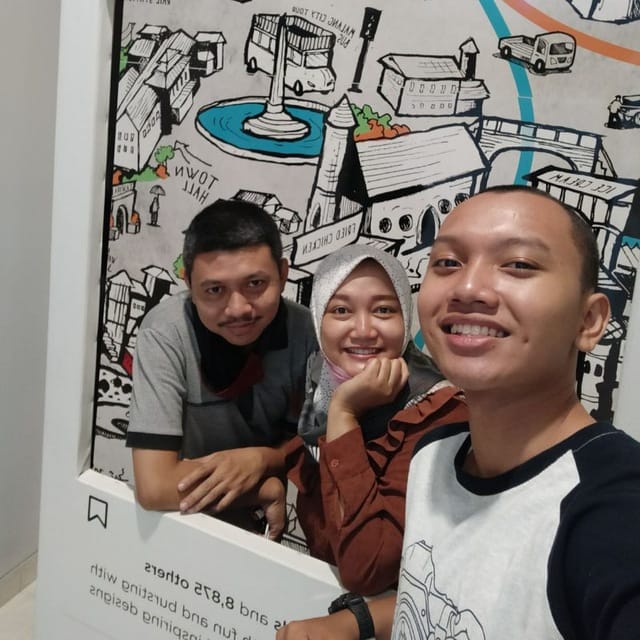 MALANG CITY TOUR
BUS
TOWN
HALL
FRIED CHICKEN
ICE CREAM
ls and 8,875 others
h fun and bursting with
inspiring designs